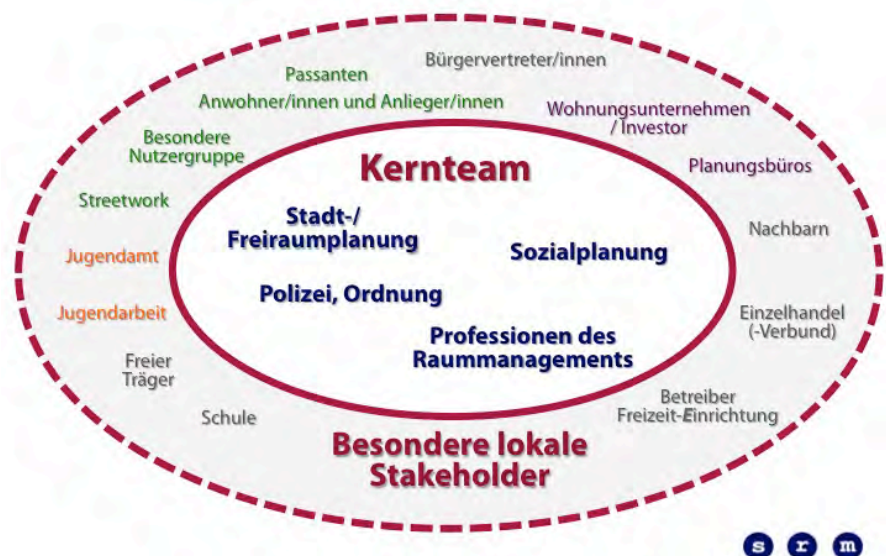 Bürgervertreter/innen
Passanten
Anwohner/innen und Anlieger/innen
Wohnungsunternehmen
/ Investor
Besondere
Nutzergruppe
Planungsbüros
Streetwork
Nachbarn
Jugendamt
Jugendarbeit
Einzelhandel
(-Verbund)
Freier
Träger
Betreiber
Freizeit-Einrichtung
Schule
Kernteam
Stadt-/
Freiraumplanung
Sozialplanung
Polizei, Ordnung
Professionen des
Raummanagements
Besondere lokale
Stakeholder
s r m